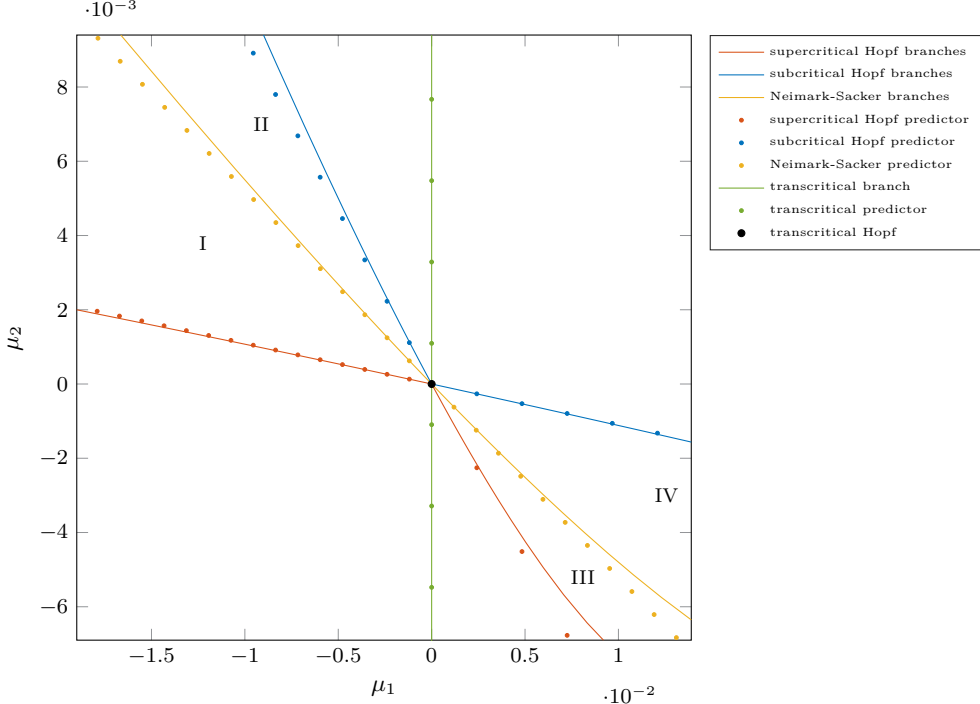 ·10⁻³
8
6
4
2
0
−2
−4
−6
μ₂
II
I
III
IV
−1.5
−1
−0.5
0
0.5
1
μ₁
·10⁻²
supercritical Hopf branches
subcritical Hopf branches
Neimark-Sacker branches
supercritical Hopf predictor
subcritical Hopf predictor
Neimark-Sacker predictor
transcritical branch
transcritical predictor
transcritical Hopf